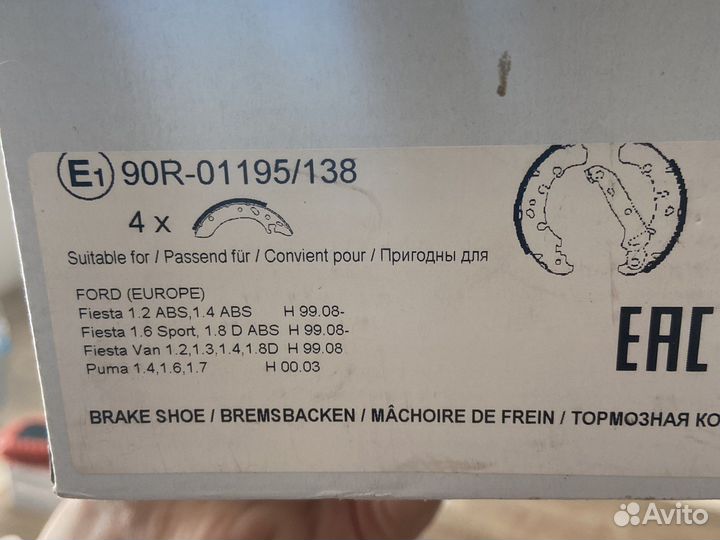 E1 90R-01195/138
4 x
Suitable for / Passend für / Convient pour / Пригодны для
FORD (EUROPE)
Fiesta 1.2 ABS,1.4 ABS H 99.08-
Fiesta 1.6 Sport, 1.8 D ABS H 99.08-
Fiesta Van 1.2,1.3,1.4,1.8D H 99.08
Puma 1.4,1.6,1.7 H 00.03
EAC
BRAKE SHOE / BREMSBACKEN / MÂCHOIRE DE FREIN / ТОРМОЗНАЯ КО
Avito